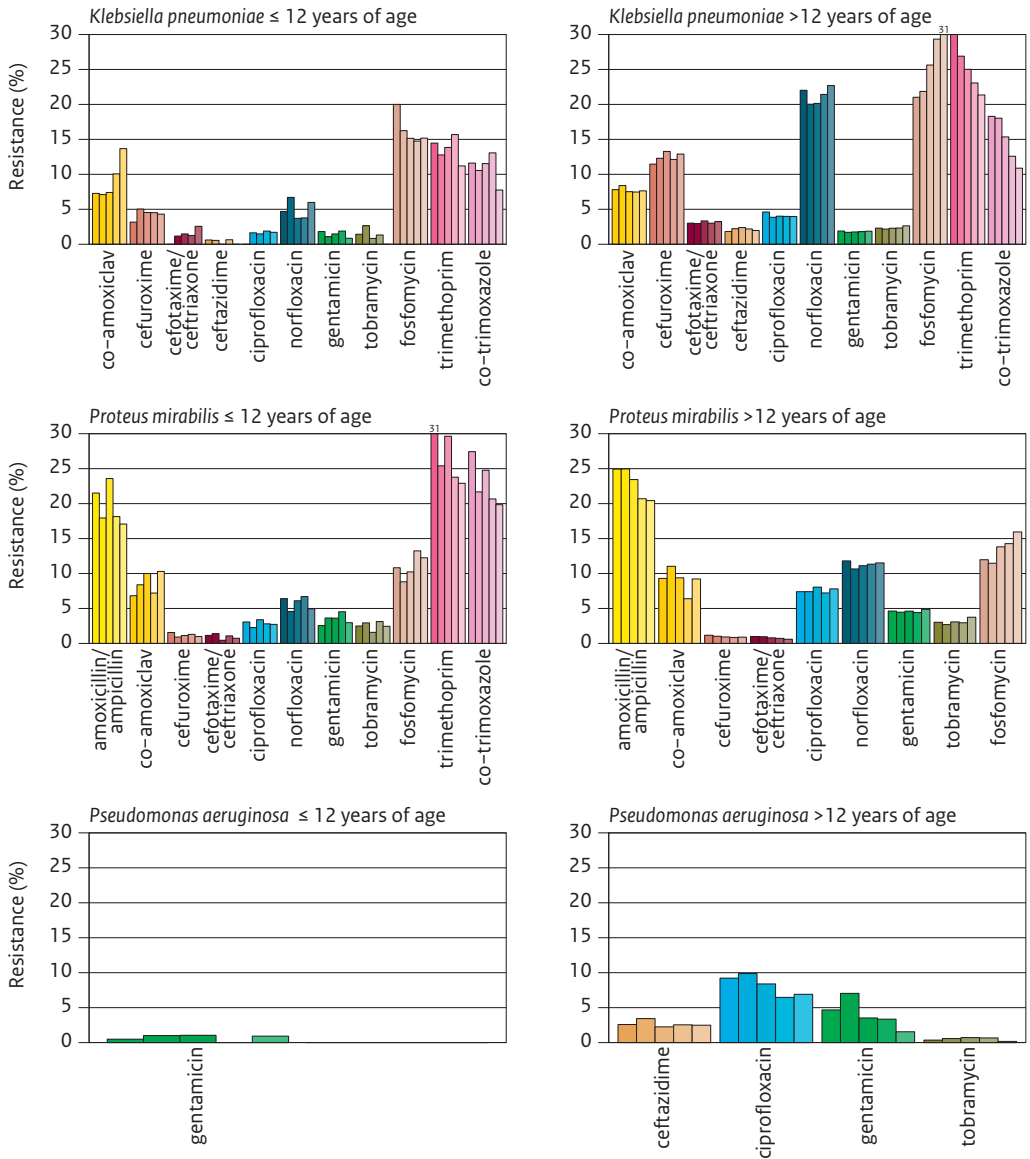 Klebsiella pneumoniae ≤ 12 years of age
Resistance (%)
30
25
20
15
10
5
0
co-amoxiclav
cefuroxime
cefotaxime/
ceftriaxone
ceftazidime
ciprofloxacin
norfloxacin
gentamicin
tobramycin
fosfomycin
trimethoprim
co-trimoxazole
Klebsiella pneumoniae >12 years of age
31
30
25
20
15
10
5
0
co-amoxiclav
cefuroxime
cefotaxime/
ceftriaxone
ceftazidime
ciprofloxacin
norfloxacin
gentamicin
tobramycin
fosfomycin
trimethoprim
co-trimoxazole
Proteus mirabilis ≤ 12 years of age
31
Resistance (%)
30
25
20
15
10
5
0
amoxicillin/
ampicillin
co-amoxiclav
cefuroxime
cefotaxime/
ceftriaxone
ciprofloxacin
norfloxacin
gentamicin
tobramycin
fosfomycin
trimethoprim
co-trimoxazole
Proteus mirabilis >12 years of age
30
25
20
15
10
5
0
amoxicillin/
ampicillin
co-amoxiclav
cefuroxime
cefotaxime/
ceftriaxone
ciprofloxacin
norfloxacin
gentamicin
tobramycin
fosfomycin
Pseudomonas aeruginosa ≤ 12 years of age
Resistance (%)
30
25
20
15
10
5
0
gentamicin
Pseudomonas aeruginosa >12 years of age
30
25
20
15
10
5
0
ceftazidime
ciprofloxacin
gentamicin
tobramycin